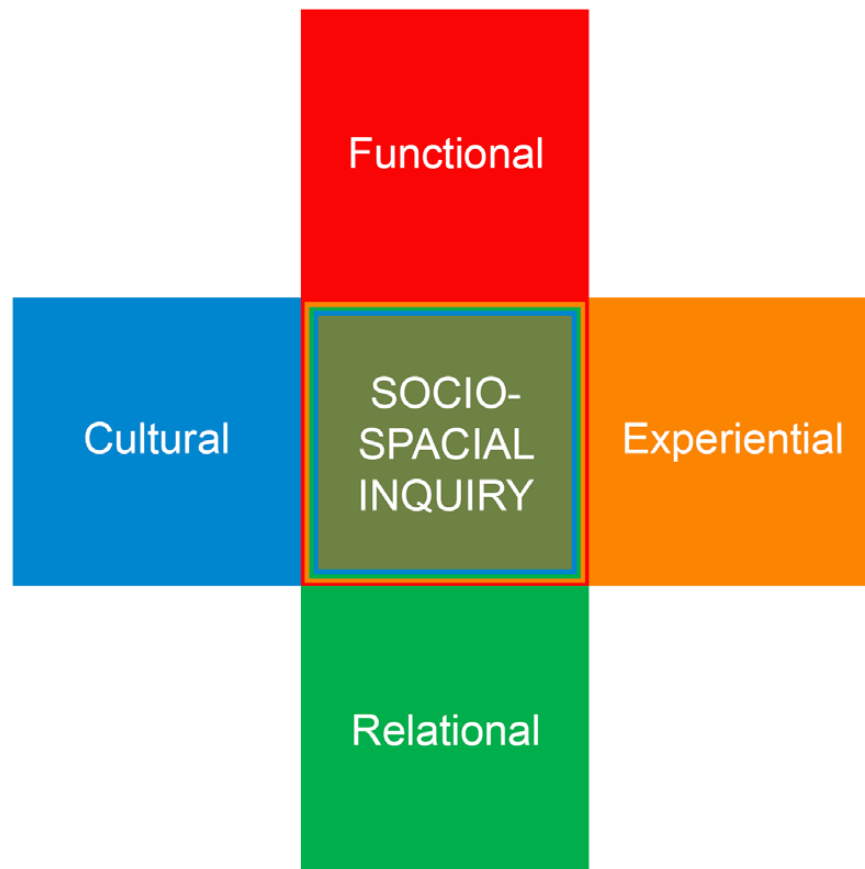 Functional
Cultural
SOCIO-
SPACIAL
INQUIRY
Experiential
Relational